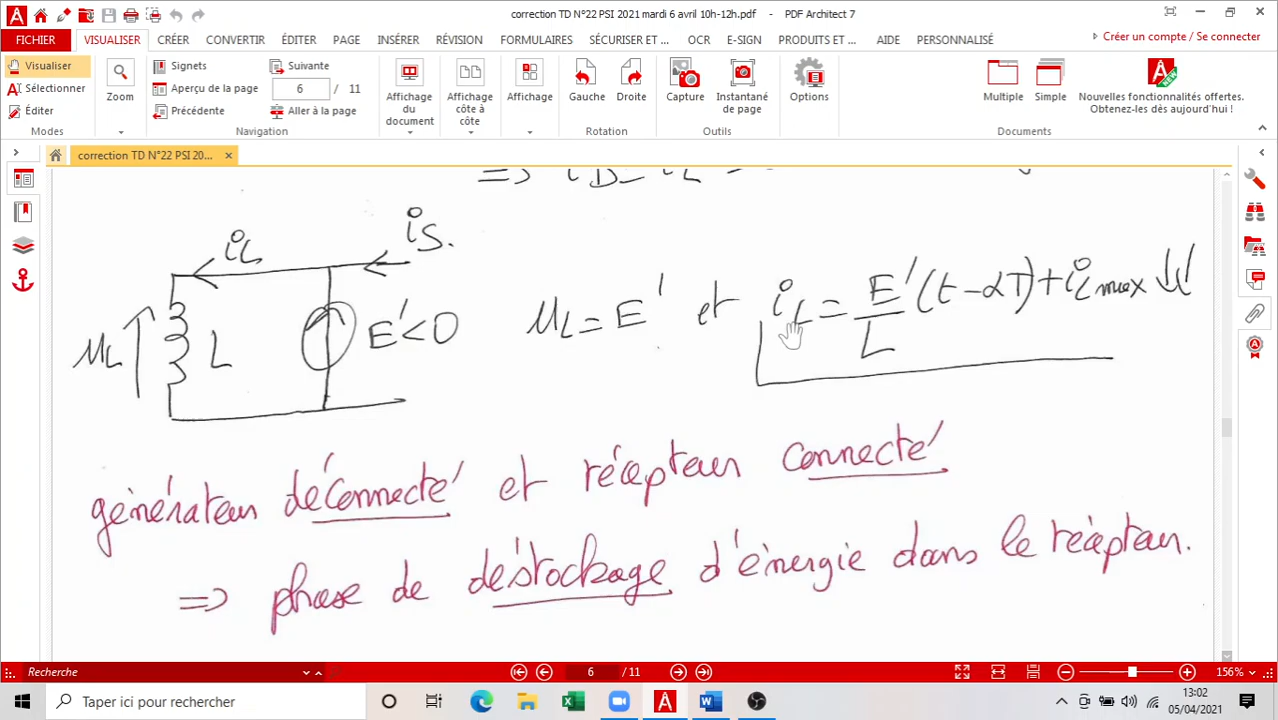 correction TD N°22 PSI 2021 mardi 6 avril 10h-12h.pdf - PDF Architect 7
FICHIER VISUALISER CRÉER CONVERTIR ÉDITER PAGE INSÉRER RÉVISION FORMULAIRES SÉCURISER ET ... OCR E-SIGN PRODUITS ET ... AIDE PERSONNALISÉ Créer un compte / Se connecter
Visualiser
Sélectionner
Éditer
Modes
Zoom
Signets
Aperçu de la page
Précédente
Suivante
6 / 11
Aller à la page
Navigation
Affichage du document
Affichage côte à côte
Affichage
Gauche
Droite
Rotation
Capture
Instantané de page
Outils
Options
Multiple
Simple
Nouvelles fonctionnalités offertes.
Obtenez-les dès aujourd'hui !
Documents
correction TD N°22 PSI 20...
iL
iS.
uL
L
E'<0
uL = E' et iL = E'/L (t-αT) + iLmax ↓
générateur déconnecté et récepteur connecté
=> phase de déstockage d'énergie dans le récepteur.
Recherche
6 / 11
156%
Taper ici pour rechercher
13:02
05/04/2021